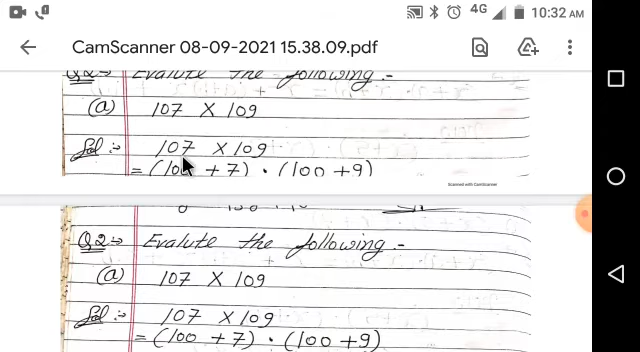 10:32 AM
4G
CamScanner 08-09-2021 15.38.09.pdf
Q2⇒ Evalute the following :-
(a) 107 X 109
Sol :- 107 X 109
= (100 + 7) . (100 + 9)
Scanned with CamScanner
Q2⇒ Evalute the following :-
(a) 107 X 109
Sol :- 107 X 109
= (100 + 7) . (100 + 9)